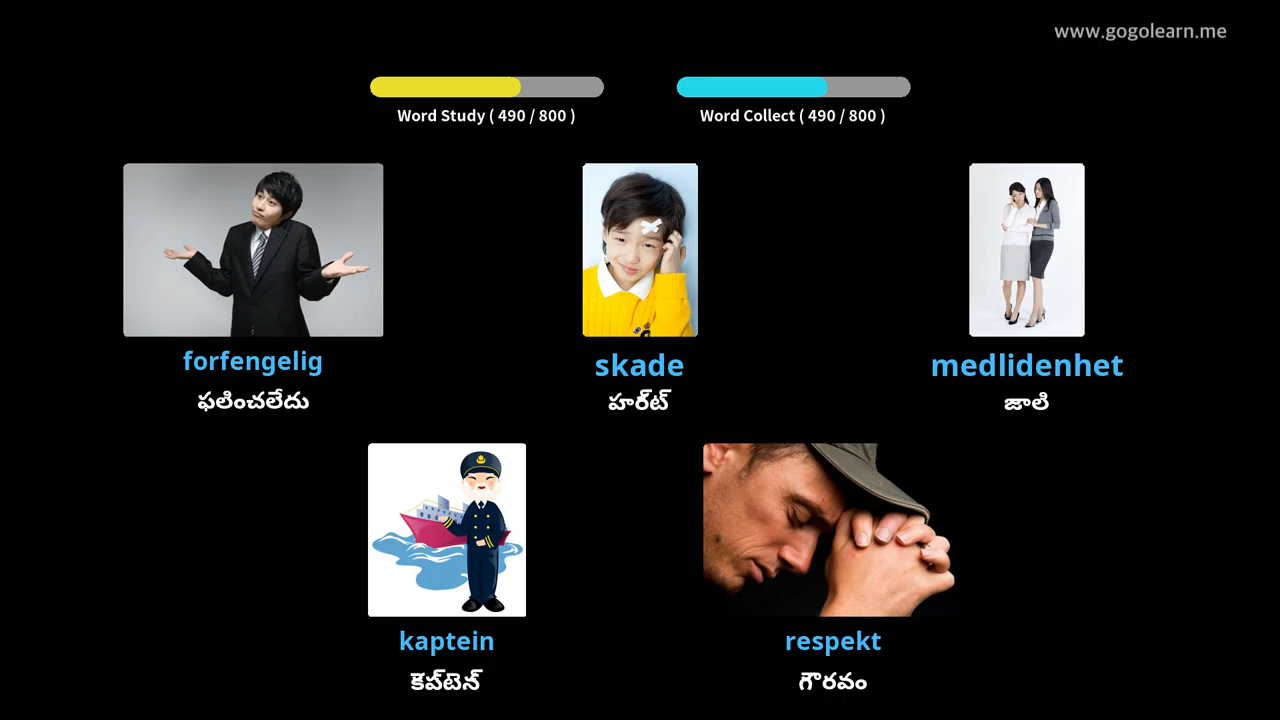 www.gogolearn.me
Word Study ( 490 / 800 )
Word Collect ( 490 / 800 )
forfengelig
ఫలించలేదు
skade
హర్ట్
medlidenhet
జాలి
kaptein
కెప్టెన్
respekt
గౌరవం